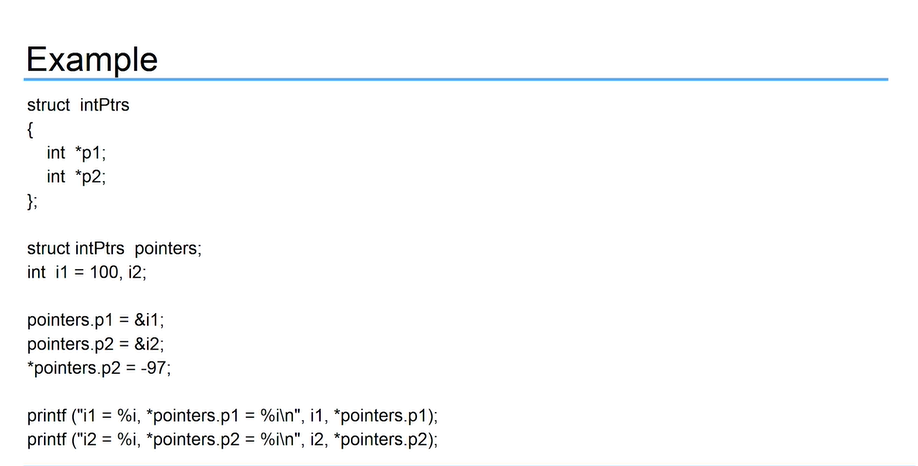 Example
struct  intPtrs
{
int  *p1;
int  *p2;
};
struct intPtrs  pointers;
int  i1 = 100, i2;
pointers.p1 = &i1;
pointers.p2 = &i2;
*pointers.p2 = -97;
printf ("i1 = %i, *pointers.p1 = %i\n", i1, *pointers.p1);
printf ("i2 = %i, *pointers.p2 = %i\n", i2, *pointers.p2);